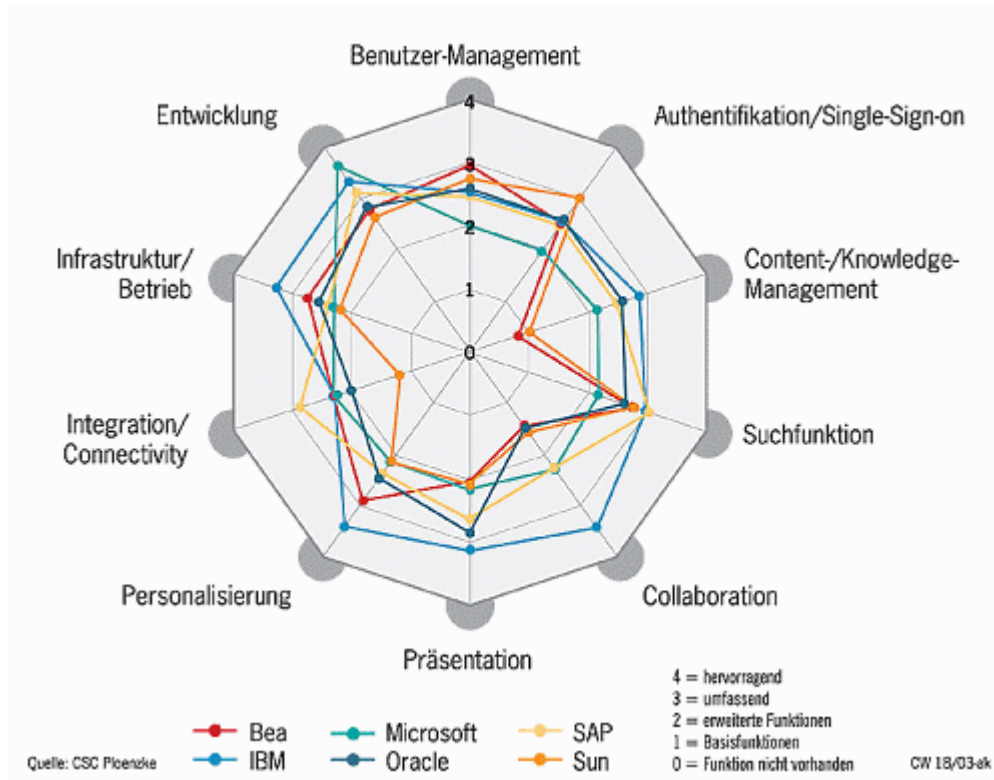 Benutzer-Management
Entwicklung
Authentifikation/Single-Sign-on
4
3
2
1
0
Infrastruktur/
Betrieb
Content-/Knowledge-
Management
Integration/
Connectivity
Suchfunktion
Personalisierung
Collaboration
Präsentation
4 = hervorragend
3 = umfassend
2 = erweiterte Funktionen
1 = Basisfunktionen
0 = Funktion nicht vorhanden
Bea
Microsoft
SAP
IBM
Oracle
Sun
Quelle: CSC Ploenzke
CW 18/03-ak